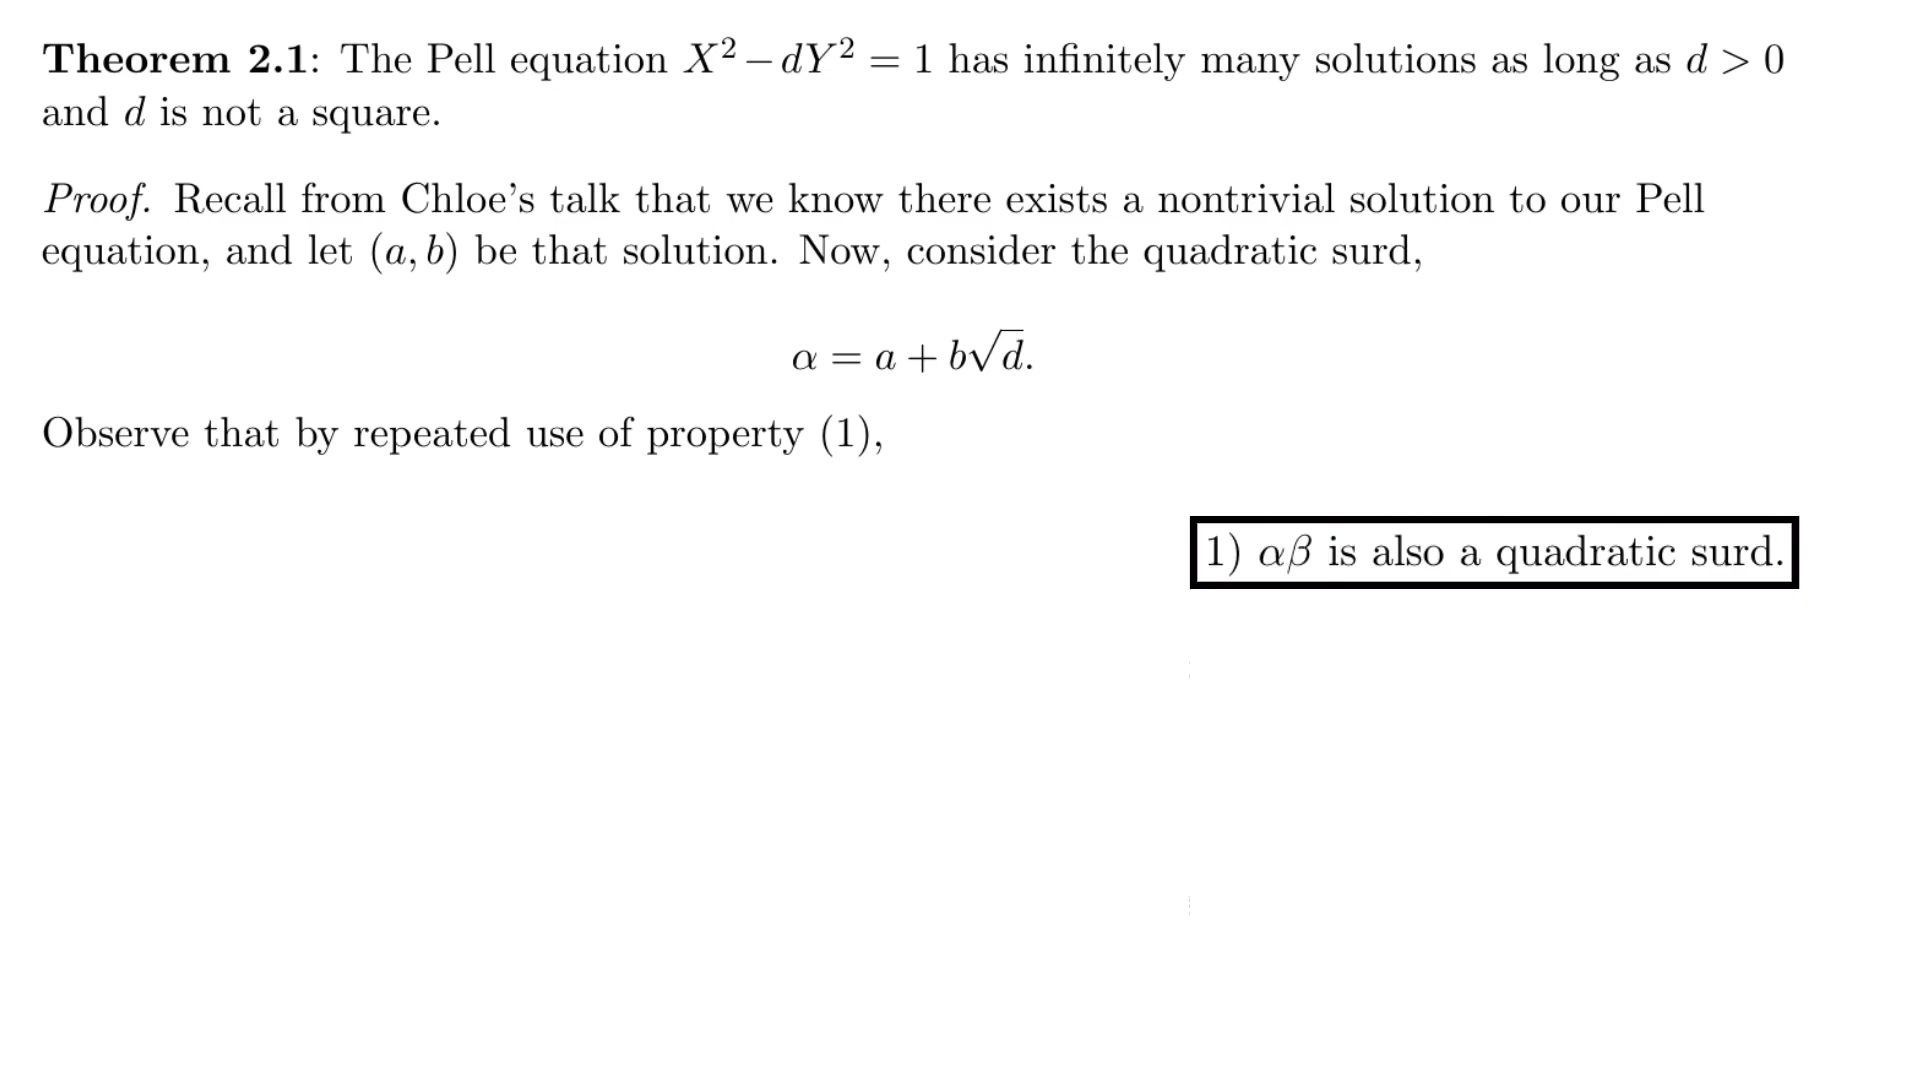 Theorem 2.1: The Pell equation X² – dY² = 1 has infinitely many solutions as long as d > 0
and d is not a square.
Proof. Recall from Chloe's talk that we know there exists a nontrivial solution to our Pell
equation, and let (a, b) be that solution. Now, consider the quadratic surd,
α = a + b√d.
Observe that by repeated use of property (1),
1) αβ is also a quadratic surd.